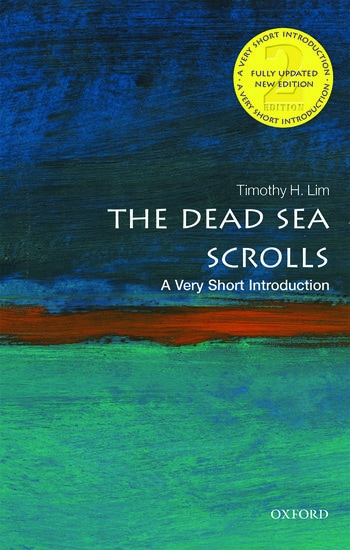 · A VERY SHORT INTRODUCTION ·
A VERY SHORT INTRODUCTION
FULLY UPDATED
NEW EDITION
2
EDITION
Timothy H. Lim
THE DEAD SEA
SCROLLS
A Very Short Introduction
OXFORD